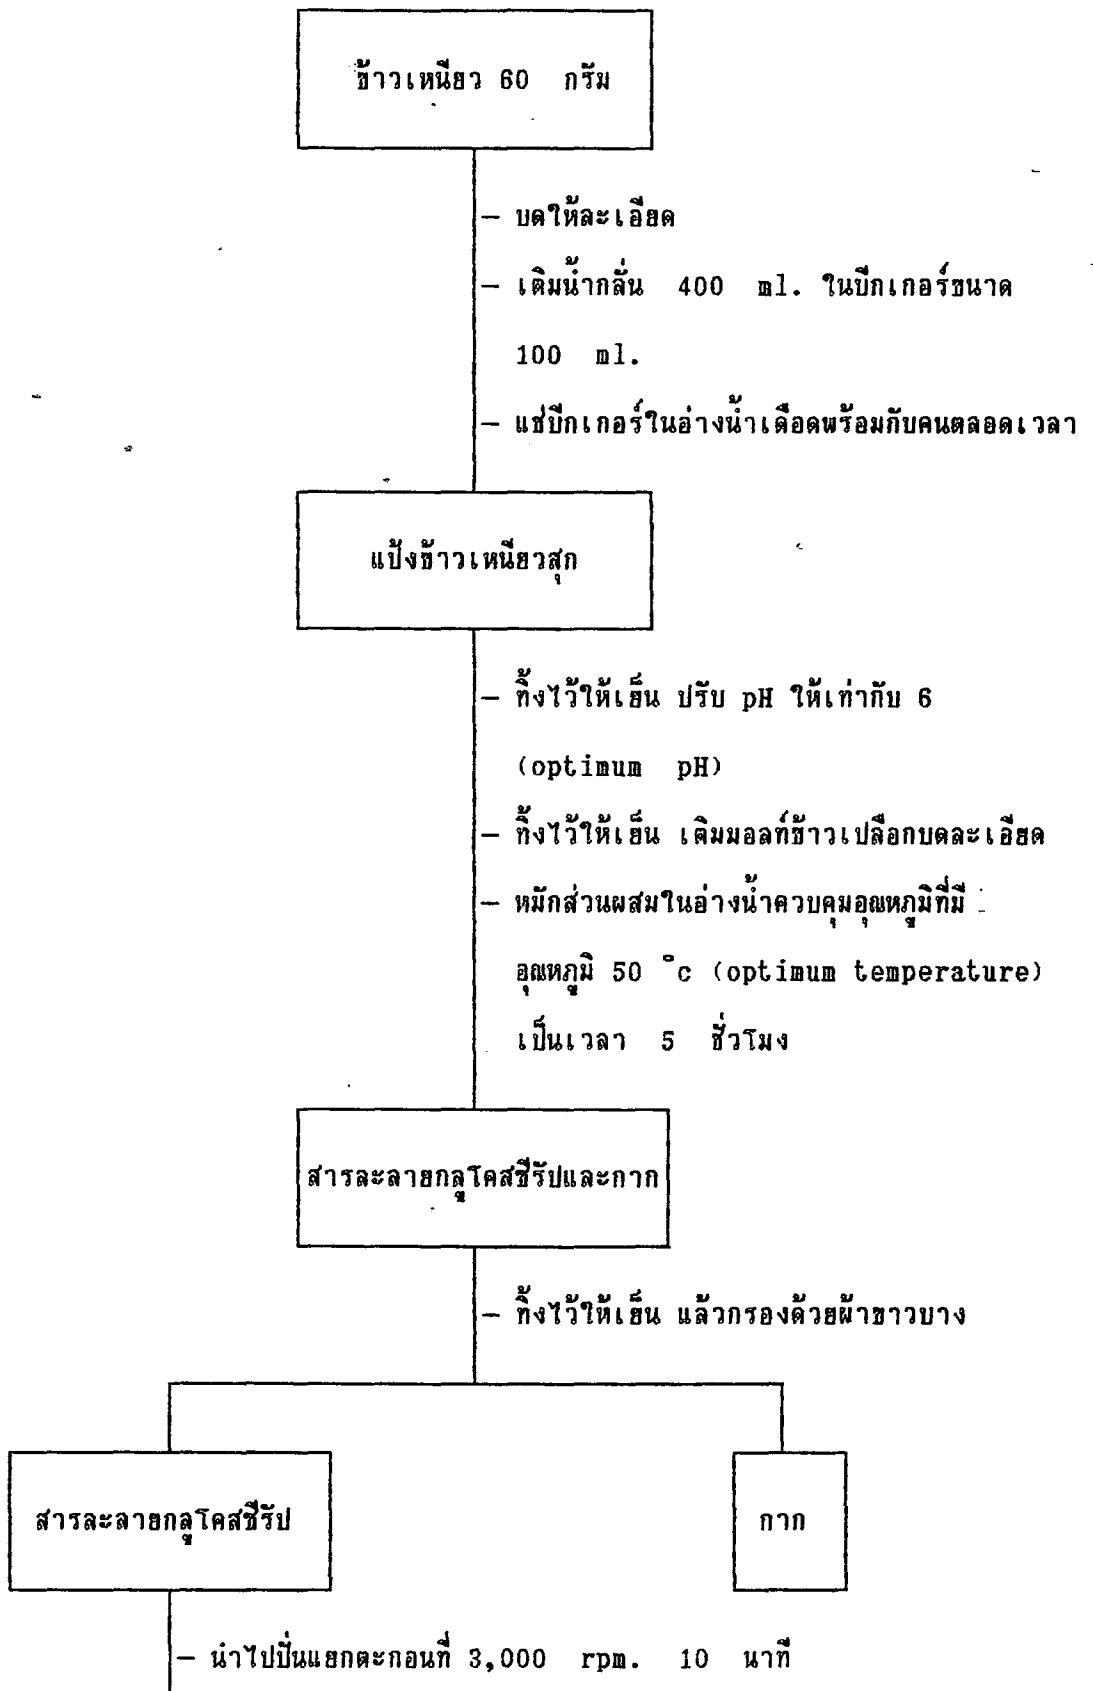 ข้าวเหนียว 60 กรัม
- บดให้ละเอียด
- เติมน้ำกลั่น 400 ml. ในบีกเกอร์ขนาด
100 ml.
- แช่บีกเกอร์ในอ่างน้ำเดือดพร้อมกับคนตลอดเวลา
แป้งข้าวเหนียวสุก
- ทิ้งไว้ให้เย็น ปรับ pH ให้เท่ากับ 6
(optimum pH)
- ทิ้งไว้ให้เย็น เติมมอลท์ข้าวเปลือกบดละเอียด
- หมักส่วนผสมในอ่างน้ำควบคุมอุณหภูมิที่มี
อุณหภูมิ 50 °c (optimum temperature)
เป็นเวลา 5 ชั่วโมง
สารละลายกลูโคสซีรัปและกาก
- ทิ้งไว้ให้เย็น แล้วกรองด้วยผ้าขาวบาง
สารละลายกลูโคสซีรัป
กาก
- นำไปปั่นแยกตะกอนที่ 3,000 rpm. 10 นาที